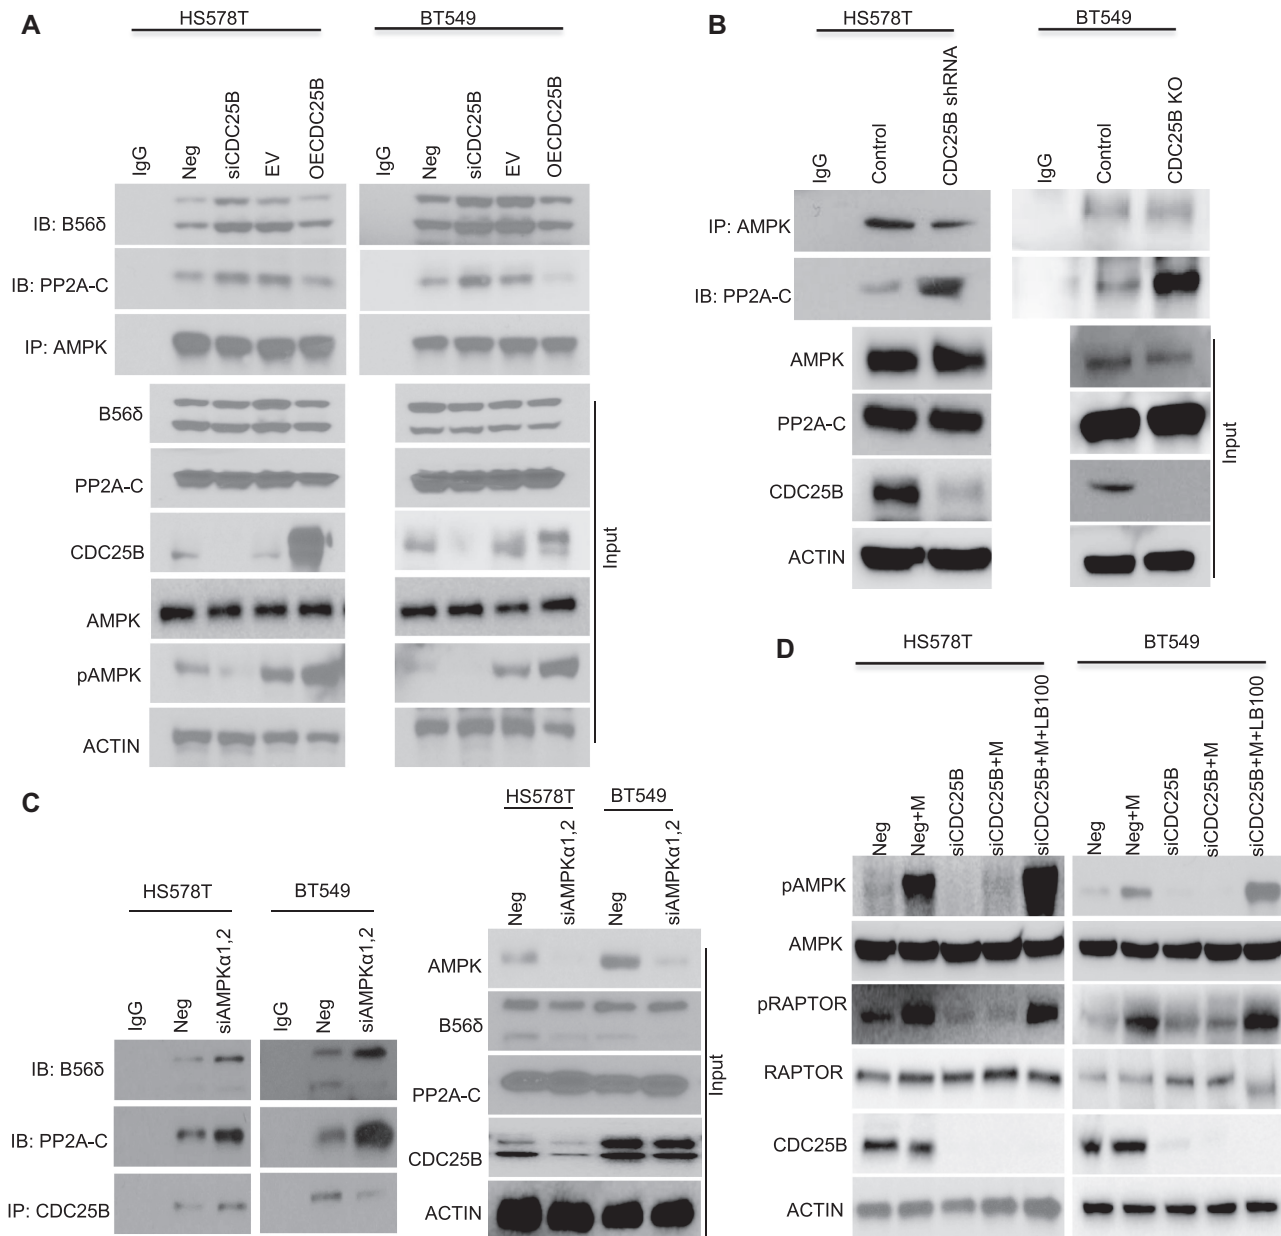 A
HS578T
BT549
IgG
Neg
siCDC25B
EV
OECDC25B
IgG
Neg
siCDC25B
EV
OECDC25B
IB: B56δ
IB: PP2A-C
IP: AMPK
B56δ
PP2A-C
CDC25B
AMPK
pAMPK
ACTIN
Input
B
HS578T
BT549
IgG
Control
CDC25B shRNA
IgG
Control
CDC25B KO
IP: AMPK
IB: PP2A-C
AMPK
PP2A-C
CDC25B
ACTIN
Input
C
HS578T
BT549
IgG
Neg
siAMPKα1,2
IgG
Neg
siAMPKα1,2
IB: B56δ
IB: PP2A-C
IP: CDC25B
HS578T
BT549
Neg
siAMPKα1,2
Neg
siAMPKα1,2
AMPK
B56δ
PP2A-C
CDC25B
ACTIN
Input
D
HS578T
BT549
Neg
Neg+M
siCDC25B
siCDC25B+M
siCDC25B+M+LB100
Neg
Neg+M
siCDC25B
siCDC25B+M
siCDC25B+M+LB100
pAMPK
AMPK
pRAPTOR
RAPTOR
CDC25B
ACTIN